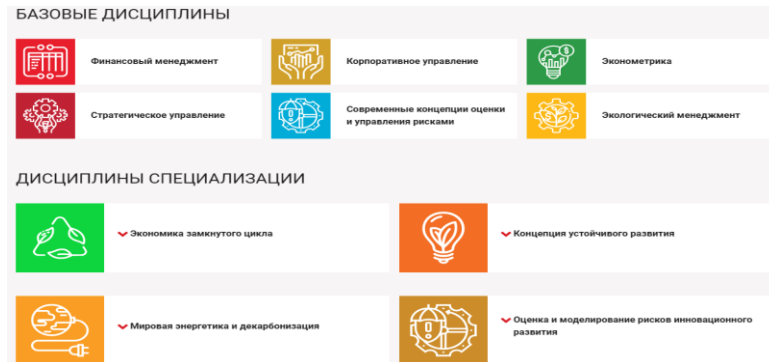 БАЗОВЫЕ ДИСЦИПЛИНЫ
Финансовый менеджмент
Корпоративное управление
Эконометрика
Стратегическое управление
Современные концепции оценки
и управления рисками
Экологический менеджмент
ДИСЦИПЛИНЫ СПЕЦИАЛИЗАЦИИ
Экономика замкнутого цикла
Концепция устойчивого развития
Мировая энергетика и декарбонизация
Оценка и моделирование рисков инновационного
развития